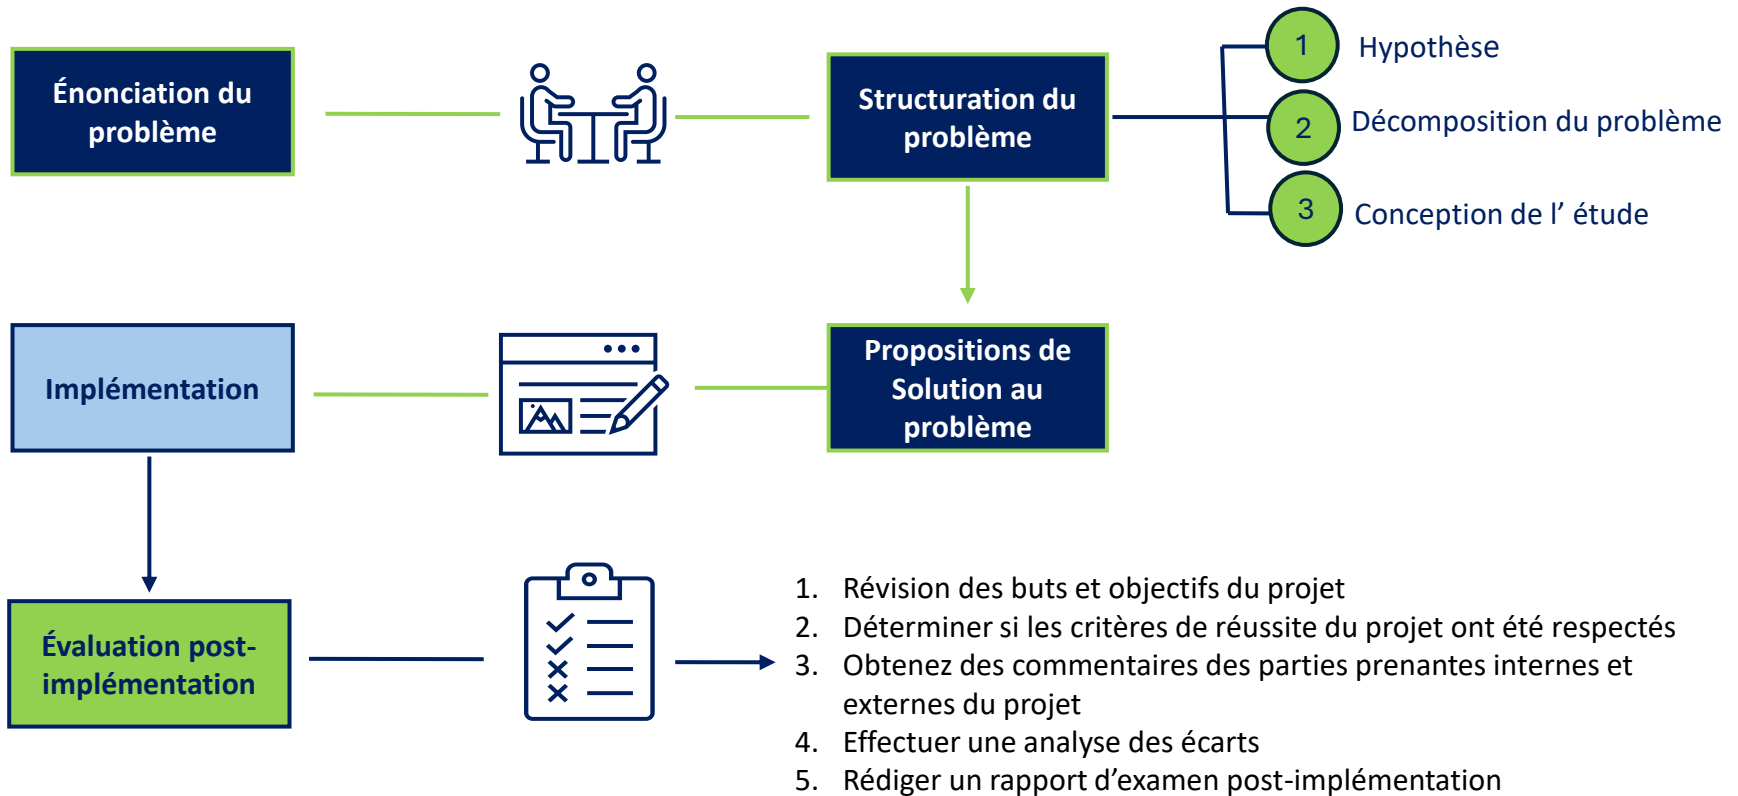 Énonciation du
problème
Structuration du
problème
1 Hypothèse
2 Décomposition du problème
3 Conception de l’ étude
Implémentation
Propositions de
Solution au
problème
Évaluation post-
implémentation
1. Révision des buts et objectifs du projet
2. Déterminer si les critères de réussite du projet ont été respectés
3. Obtenez des commentaires des parties prenantes internes et
externes du projet
4. Effectuer une analyse des écarts
5. Rédiger un rapport d’examen post-implémentation